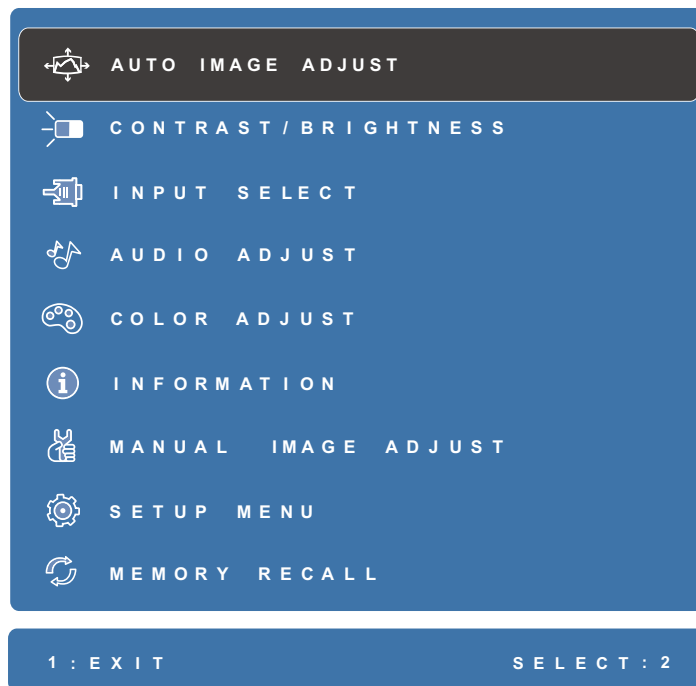 AUTO IMAGE ADJUST
CONTRAST/BRIGHTNESS
INPUT SELECT
AUDIO ADJUST
COLOR ADJUST
INFORMATION
MANUAL IMAGE ADJUST
SETUP MENU
MEMORY RECALL
1:EXIT SELECT:2